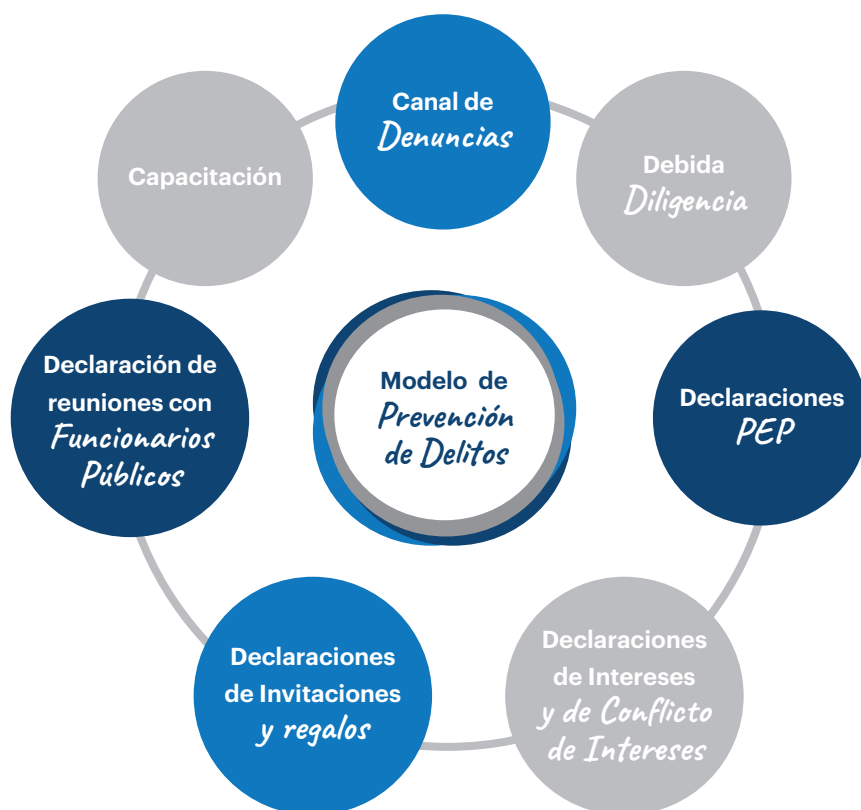 Canal de
Denuncias
Debida
Diligencia
Declaraciones
PEP
Declaraciones
de Intereses
y de Conflicto
de Intereses
Declaraciones
de Invitaciones
y regalos
Declaración de
reuniones con
Funcionarios
Públicos
Capacitación
Modelo de
Prevención
de Delitos